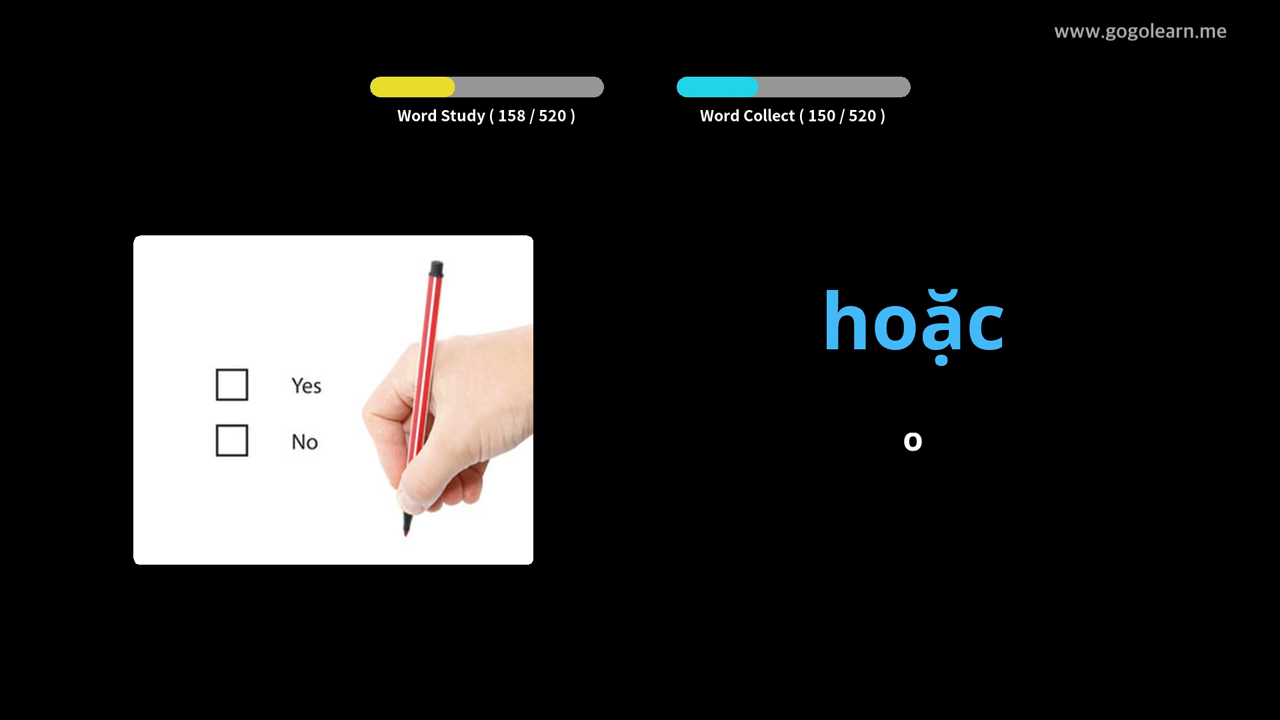 www.gogolearn.me
Word Study ( 158 / 520 )
Word Collect ( 150 / 520 )
Yes
No
hoặc
o